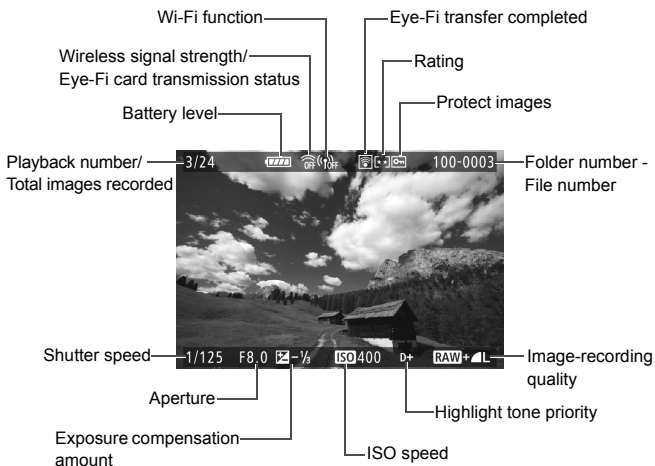 Wi-Fi function
Eye-Fi transfer completed
Wireless signal strength/
Eye-Fi card transmission status
Rating
Battery level
Protect images
Playback number/
Total images recorded
3/24
OFF
OFF
100-0003
Folder number -
File number
Shutter speed
1/125 F8.0 -1/3 ISO 400 D+ RAW+L
Image-recording
quality
Aperture
Highlight tone priority
Exposure compensation
amount
ISO speed